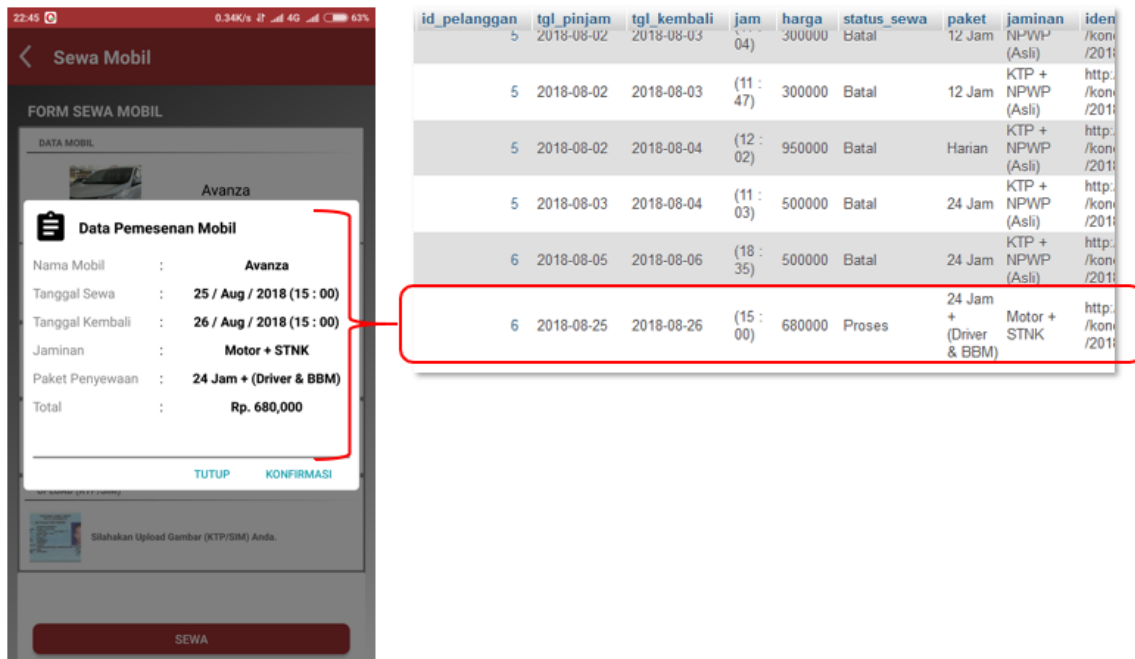 22:45 0.34K/s 4G 63%
Sewa Mobil
FORM SEWA MOBIL
DATA MOBIL
Avanza
Data Pemesenan Mobil
Nama Mobil : Avanza
Tanggal Sewa : 25 / Aug / 2018 (15 : 00)
Tanggal Kembali : 26 / Aug / 2018 (15 : 00)
Jaminan : Motor + STNK
Paket Penyewaan : 24 Jam + (Driver & BBM)
Total : Rp. 680,000
TUTUP KONFIRMASI
UPLOAD (KTP/SIM)
Silahakan Upload Gambar (KTP/SIM) Anda.
SEWA
id_pelanggan tgl_pinjam tgl_kembali jam harga status_sewa paket jaminan iden
5 2018-08-02 2018-08-03 04) 300000 Batal 12 Jam NPWP /kon
(Asli) /201
KTP + http:
5 2018-08-02 2018-08-03 (11 : 300000 Batal 12 Jam NPWP /kon
47) (Asli) /201
KTP + http:
5 2018-08-02 2018-08-04 (12 : 950000 Batal Harian NPWP /kon
02) (Asli) /201
KTP + http:
5 2018-08-03 2018-08-04 (11 : 500000 Batal 24 Jam NPWP /kon
03) (Asli) /201
KTP + http:
6 2018-08-05 2018-08-06 (18 : 500000 Batal 24 Jam NPWP /kon
35) (Asli) /201
24 Jam
+ http:
6 2018-08-25 2018-08-26 (15 : 680000 Proses (Driver Motor + /kon
00) & BBM) STNK /201